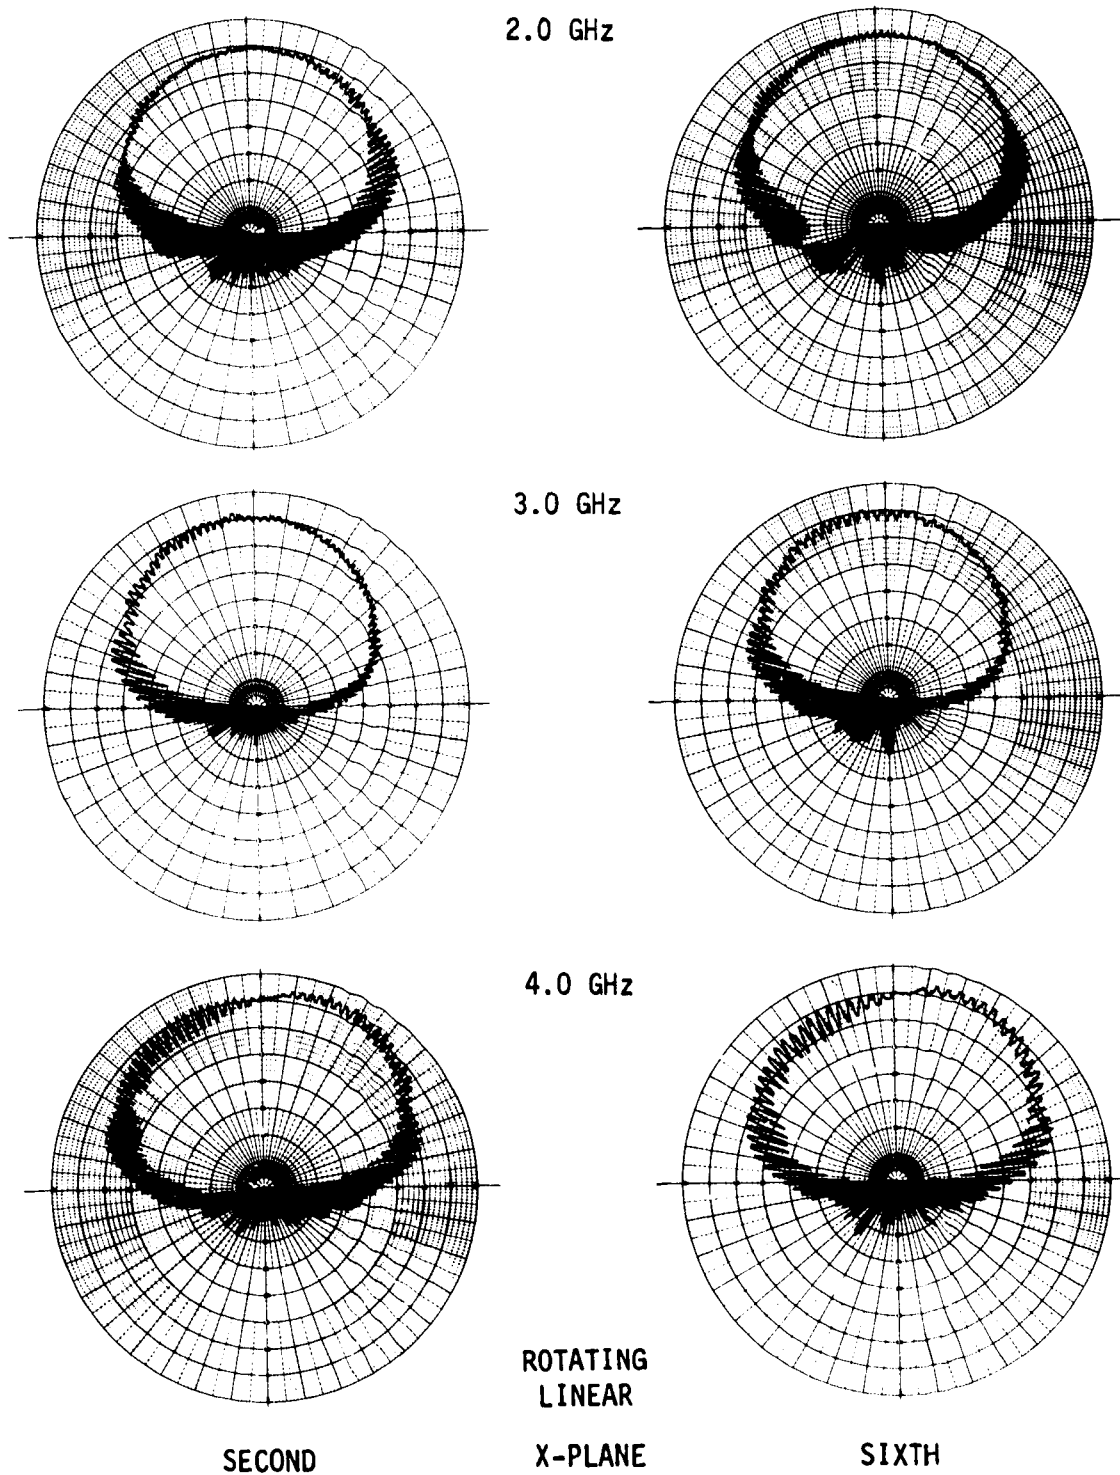 2.0 GHz
3.0 GHz
4.0 GHz
ROTATING
LINEAR
SECOND
X-PLANE
SIXTH